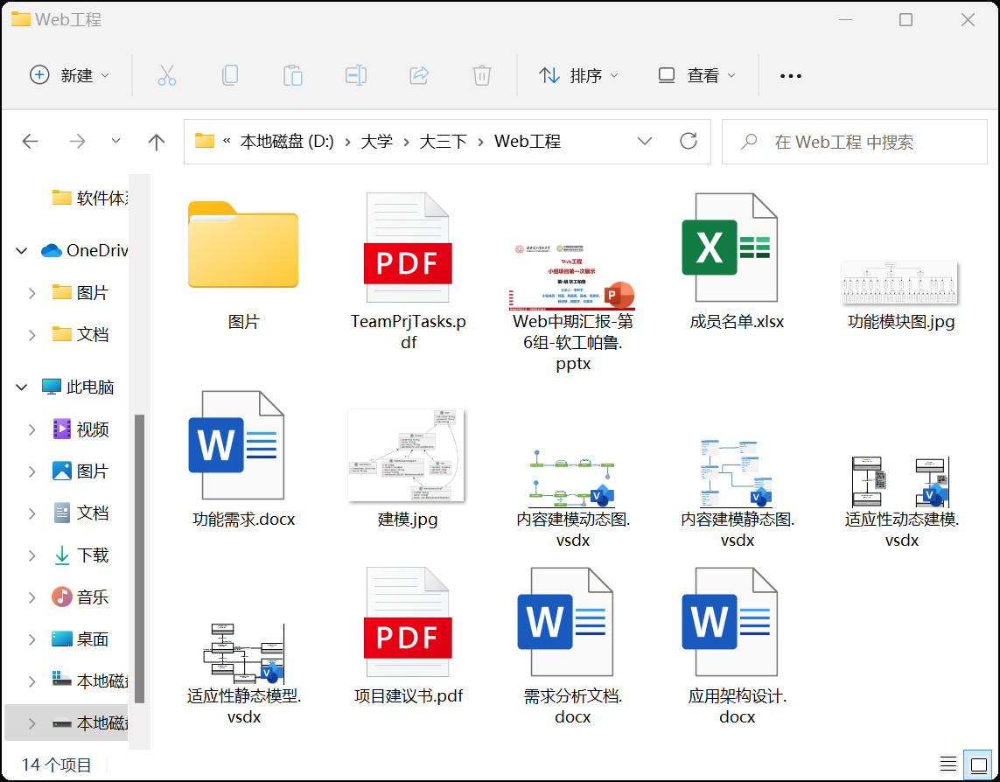 Web工程
新建
排序
查看
« 本地磁盘 (D:) › 大学 › 大三下 › Web工程
在 Web工程 中搜索
软件体
OneDriv
图片
文档
此电脑
视频
图片
文档
下载
音乐
桌面
本地磁
本地磁
图片
TeamPrjTasks.p
df
Web工程
小组项目第一次展示
第6组 软工帕鲁
Web中期汇报-第
6组-软工帕鲁.
pptx
成员名单.xlsx
功能模块图.jpg
功能需求.docx
建模.jpg
内容建模动态图.
vsdx
内容建模静态图.
vsdx
适应性动态建模.
vsdx
适应性静态模型.
vsdx
PDF
PDF
项目建议书.pdf
需求分析文档.
docx
应用架构设计.
docx
14 个项目